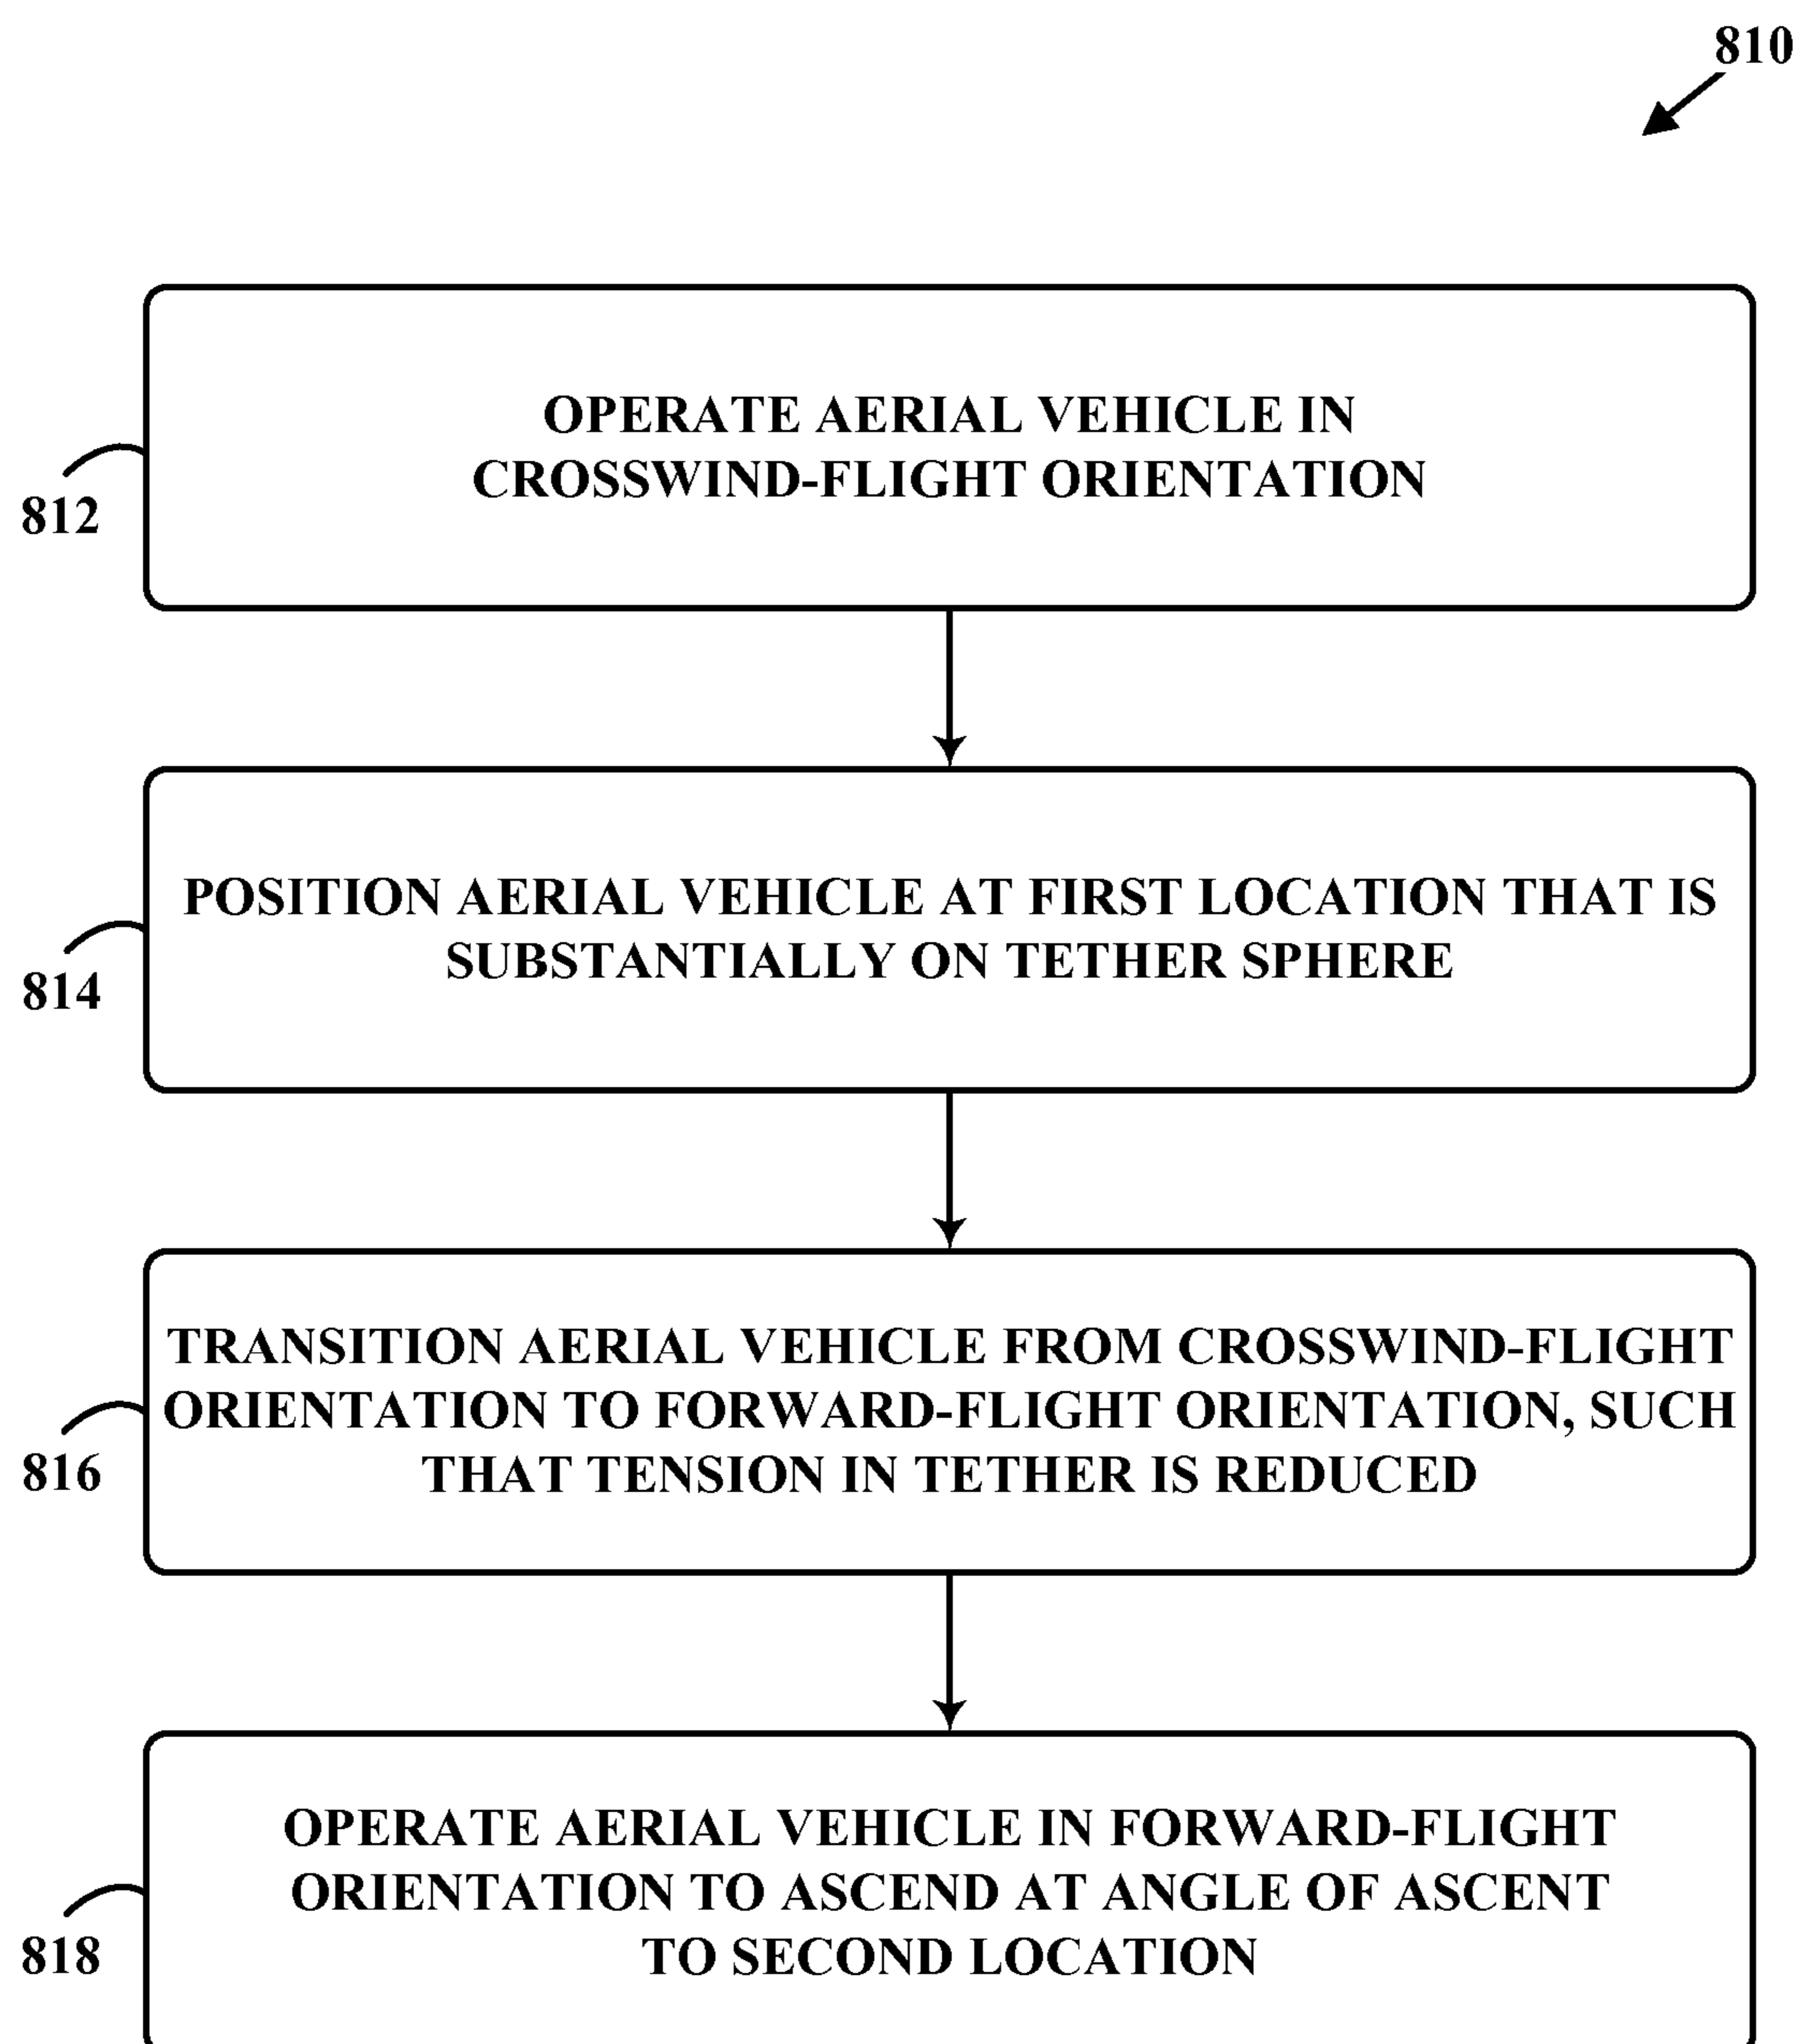 810
OPERATE AERIAL VEHICLE IN
CROSSWIND-FLIGHT ORIENTATION
812
POSITION AERIAL VEHICLE AT FIRST LOCATION THAT IS
SUBSTANTIALLY ON TETHER SPHERE
814
TRANSITION AERIAL VEHICLE FROM CROSSWIND-FLIGHT
ORIENTATION TO FORWARD-FLIGHT ORIENTATION, SUCH
THAT TENSION IN TETHER IS REDUCED
816
OPERATE AERIAL VEHICLE IN FORWARD-FLIGHT
ORIENTATION TO ASCEND AT ANGLE OF ASCENT
TO SECOND LOCATION
818